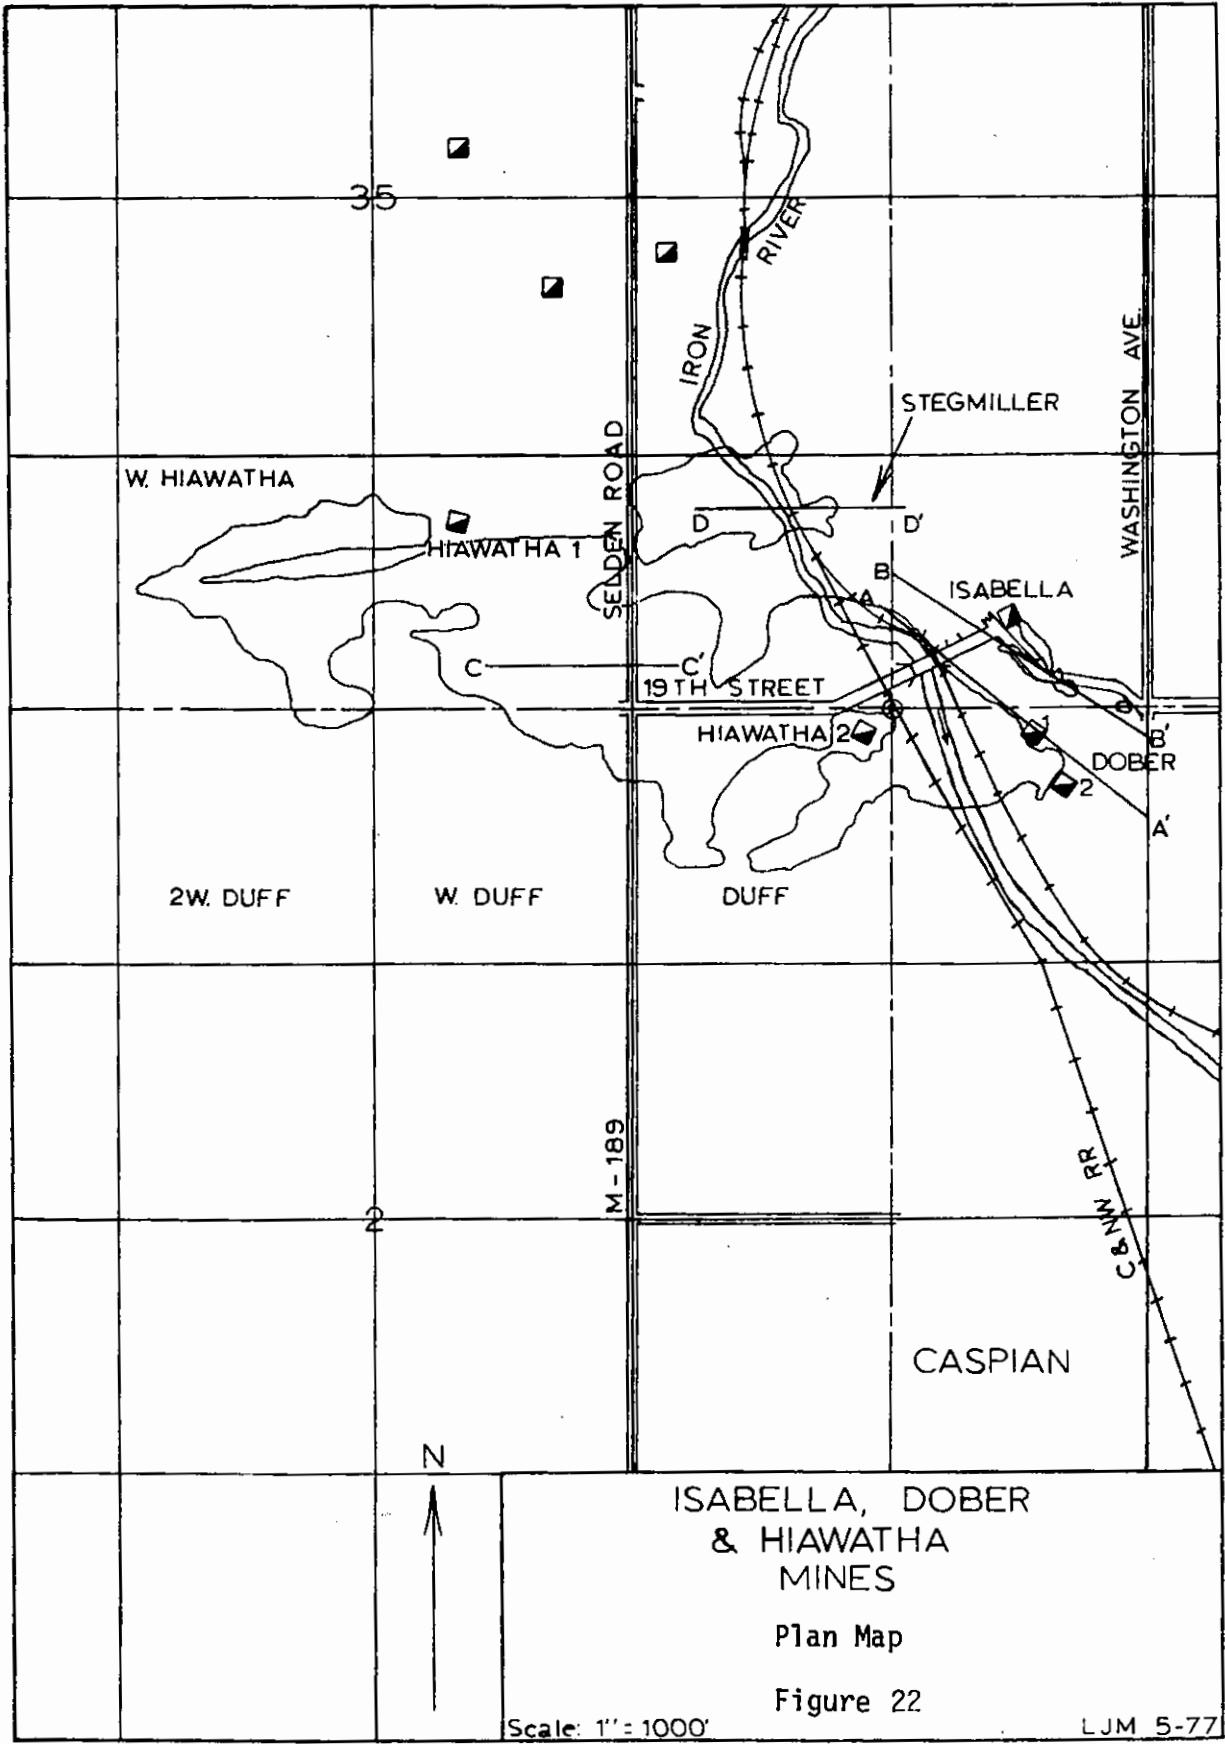 35
RIVER
IRON
WASHINGTON AVE.
STEGMILLER
W. HIAWATHA
SELDEN ROAD
D
D'
HIAWATHA 1
B
ISABELLA
A
C
C'
19TH STREET
HIAWATHA 2
1
B'
DOBER
2
A'
2W. DUFF
W. DUFF
DUFF
M-189
C & NW RR
2
CASPIAN
N
ISABELLA, DOBER
& HIAWATHA
MINES
Plan Map
Figure 22
Scale: 1" = 1000'
LJM 5-77